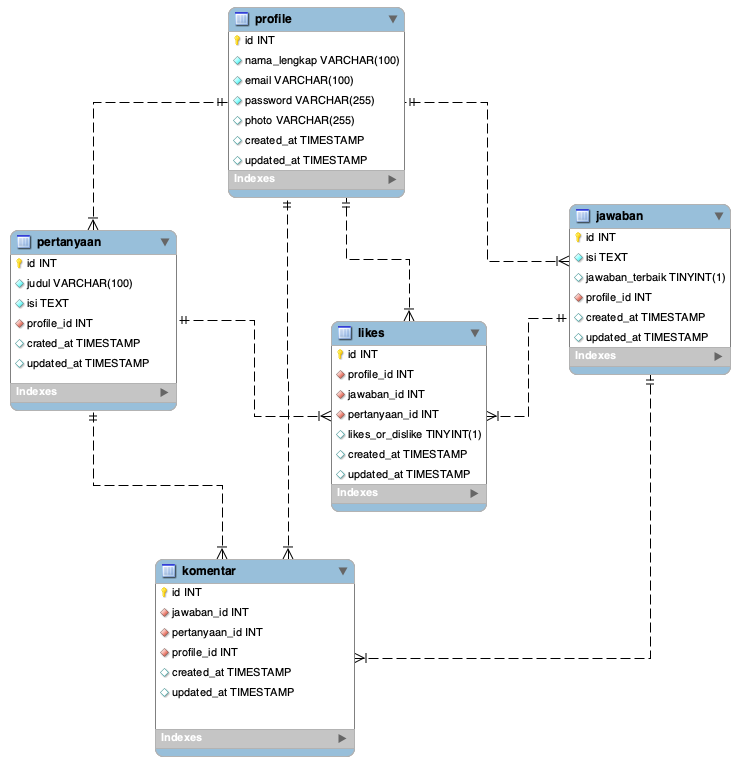 profile
id INT
nama_lengkap VARCHAR(100)
email VARCHAR(100)
password VARCHAR(255)
photo VARCHAR(255)
created_at TIMESTAMP
updated_at TIMESTAMP
Indexes
pertanyaan
id INT
judul VARCHAR(100)
isi TEXT
profile_id INT
crated_at TIMESTAMP
updated_at TIMESTAMP
Indexes
jawaban
id INT
isi TEXT
jawaban_terbaik TINYINT(1)
profile_id INT
created_at TIMESTAMP
updated_at TIMESTAMP
Indexes
likes
id INT
profile_id INT
jawaban_id INT
pertanyaan_id INT
likes_or_dislike TINYINT(1)
created_at TIMESTAMP
updated_at TIMESTAMP
Indexes
komentar
id INT
jawaban_id INT
pertanyaan_id INT
profile_id INT
created_at TIMESTAMP
updated_at TIMESTAMP
Indexes